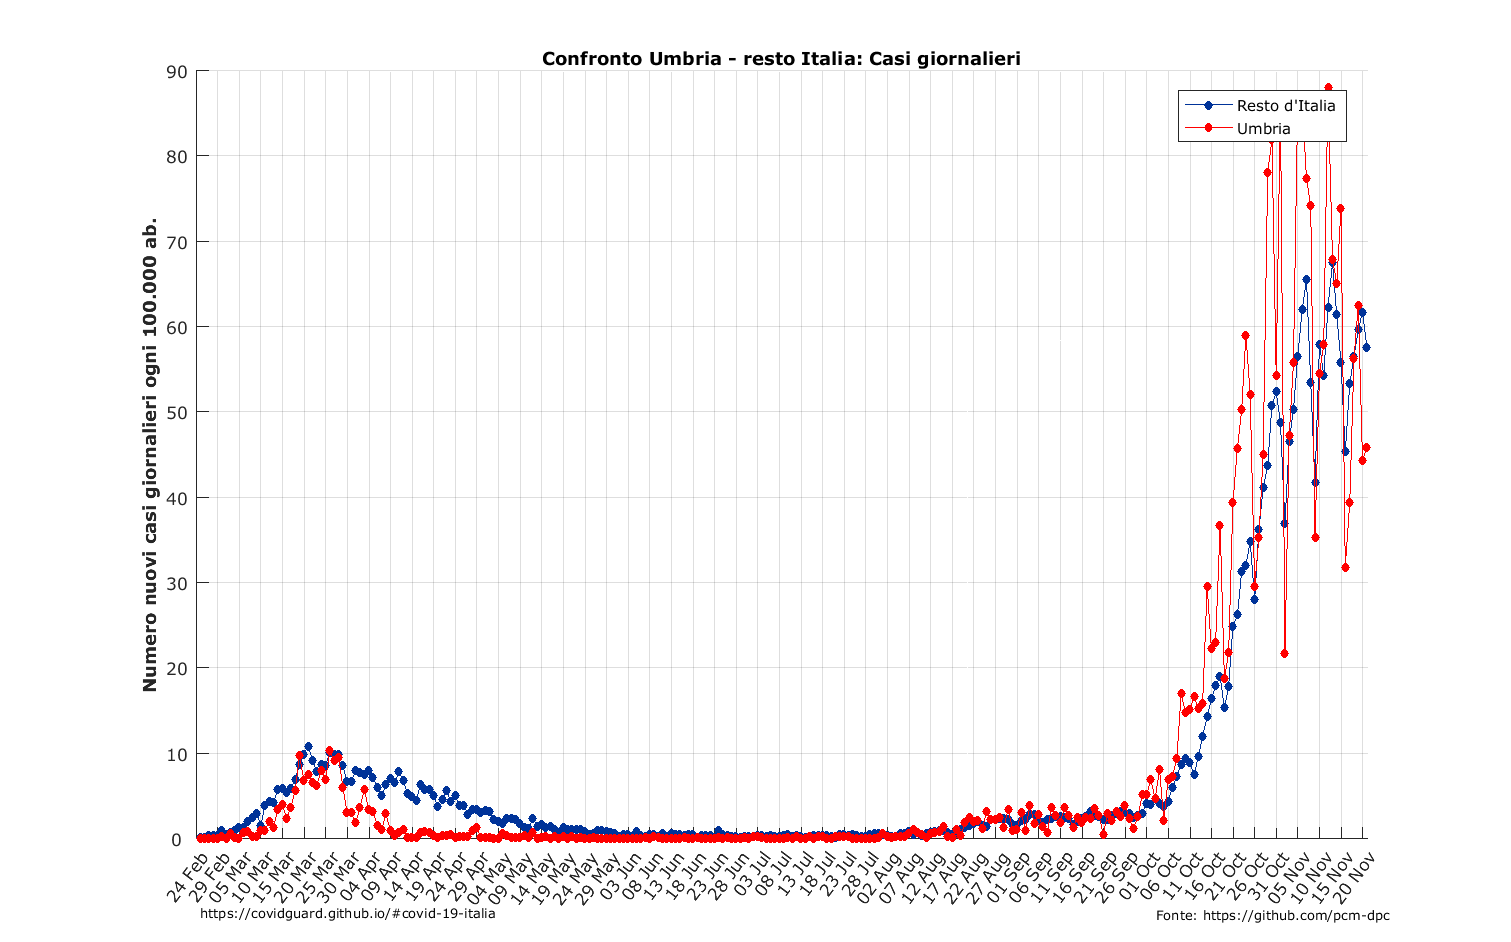 Confronto Umbria - resto Italia: Casi giornalieri
Numero nuovi casi giornalieri ogni 100.000 ab.
90
80
70
60
50
40
30
20
10
0
Resto d'Italia
Umbria
24 Feb
29 Feb
05 Mar
10 Mar
15 Mar
20 Mar
25 Mar
30 Mar
04 Apr
09 Apr
14 Apr
19 Apr
24 Apr
29 Apr
04 May
09 May
14 May
19 May
24 May
29 May
03 Jun
08 Jun
13 Jun
18 Jun
23 Jun
28 Jun
03 Jul
08 Jul
13 Jul
18 Jul
23 Jul
28 Jul
02 Aug
07 Aug
12 Aug
17 Aug
22 Aug
27 Aug
01 Sep
06 Sep
11 Sep
16 Sep
21 Sep
26 Sep
01 Oct
06 Oct
11 Oct
16 Oct
21 Oct
26 Oct
31 Oct
05 Nov
10 Nov
15 Nov
20 Nov
https://covidguard.github.io/#covid-19-italia
Fonte: https://github.com/pcm-dpc